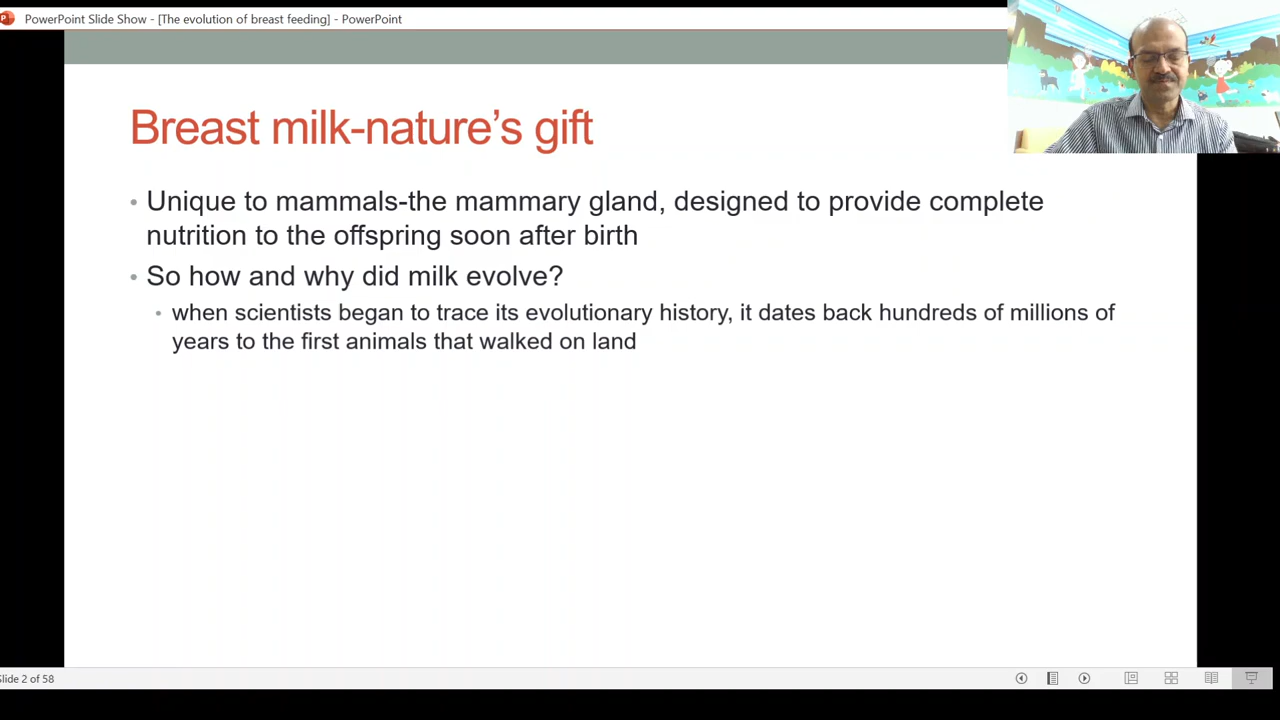 PowerPoint Slide Show - [The evolution of breast feeding] - PowerPoint
Breast milk-nature's gift
• Unique to mammals-the mammary gland, designed to provide complete
nutrition to the offspring soon after birth
• So how and why did milk evolve?
• when scientists began to trace its evolutionary history, it dates back hundreds of millions of
years to the first animals that walked on land
Slide 2 of 58